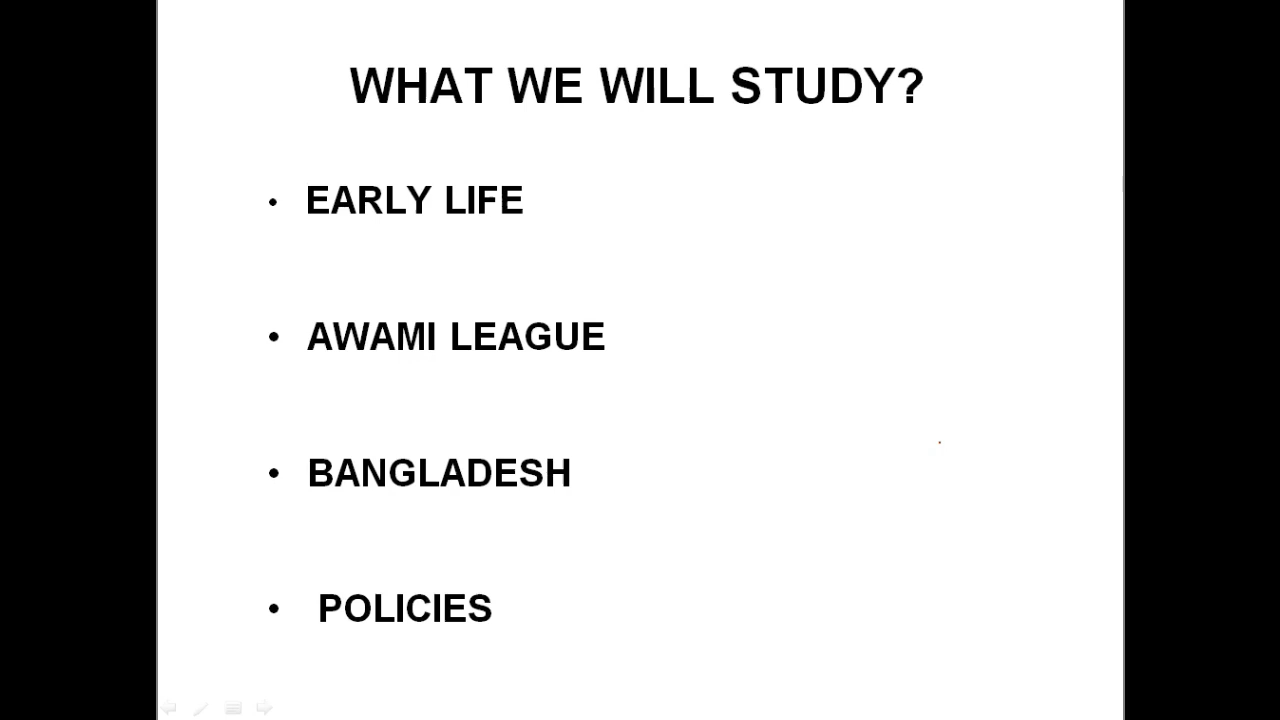 WHAT WE WILL STUDY?
• EARLY LIFE
• AWAMI LEAGUE
• BANGLADESH
• POLICIES